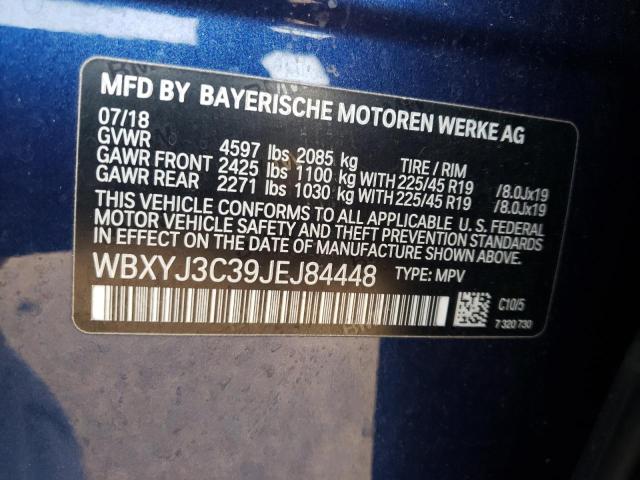 MFD BY BAYERISCHE MOTOREN WERKE AG
07/18
GVWR 4597 lbs 2085 kg TIRE / RIM
GAWR FRONT 2425 lbs 1100 kg WITH 225/45 R19 /8.0Jx19
GAWR REAR 2271 lbs 1030 kg WITH 225/45 R19 /8.0Jx19
THIS VEHICLE CONFORMS TO ALL APPLICABLE U. S. FEDERAL
MOTOR VEHICLE SAFETY AND THEFT PREVENTION STANDARDS
IN EFFECT ON THE DATE OF MANUFACTURE SHOWN ABOVE.
WBXYJ3C39JEJ84448 TYPE: MPV
C10/5
7 320 730